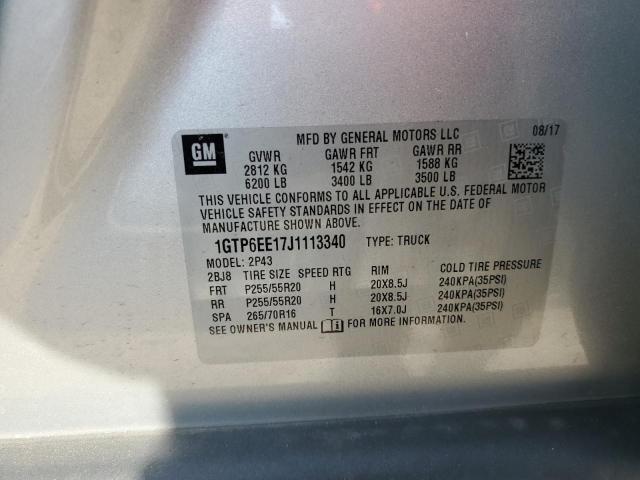 MFD BY GENERAL MOTORS LLC 08/17
GM
GVWR GAWR FRT GAWR RR
2812 KG 1542 KG 1588 KG
6200 LB 3400 LB 3500 LB
THIS VEHICLE CONFORMS TO ALL APPLICABLE U.S. FEDERAL MOTOR
VEHICLE SAFETY STANDARDS IN EFFECT ON THE DATE OF
MANUFACTURE SHOWN ABOVE.
1GTP6EE17J1113340 TYPE: TRUCK
MODEL: 2P43
2BJ8 TIRE SIZE SPEED RTG RIM COLD TIRE PRESSURE
FRT P255/55R20 H 20X8.5J 240KPA(35PSI)
RR P255/55R20 H 20X8.5J 240KPA(35PSI)
SPA 265/70R16 T 16X7.0J 240KPA(35PSI)
SEE OWNER'S MANUAL FOR MORE INFORMATION.